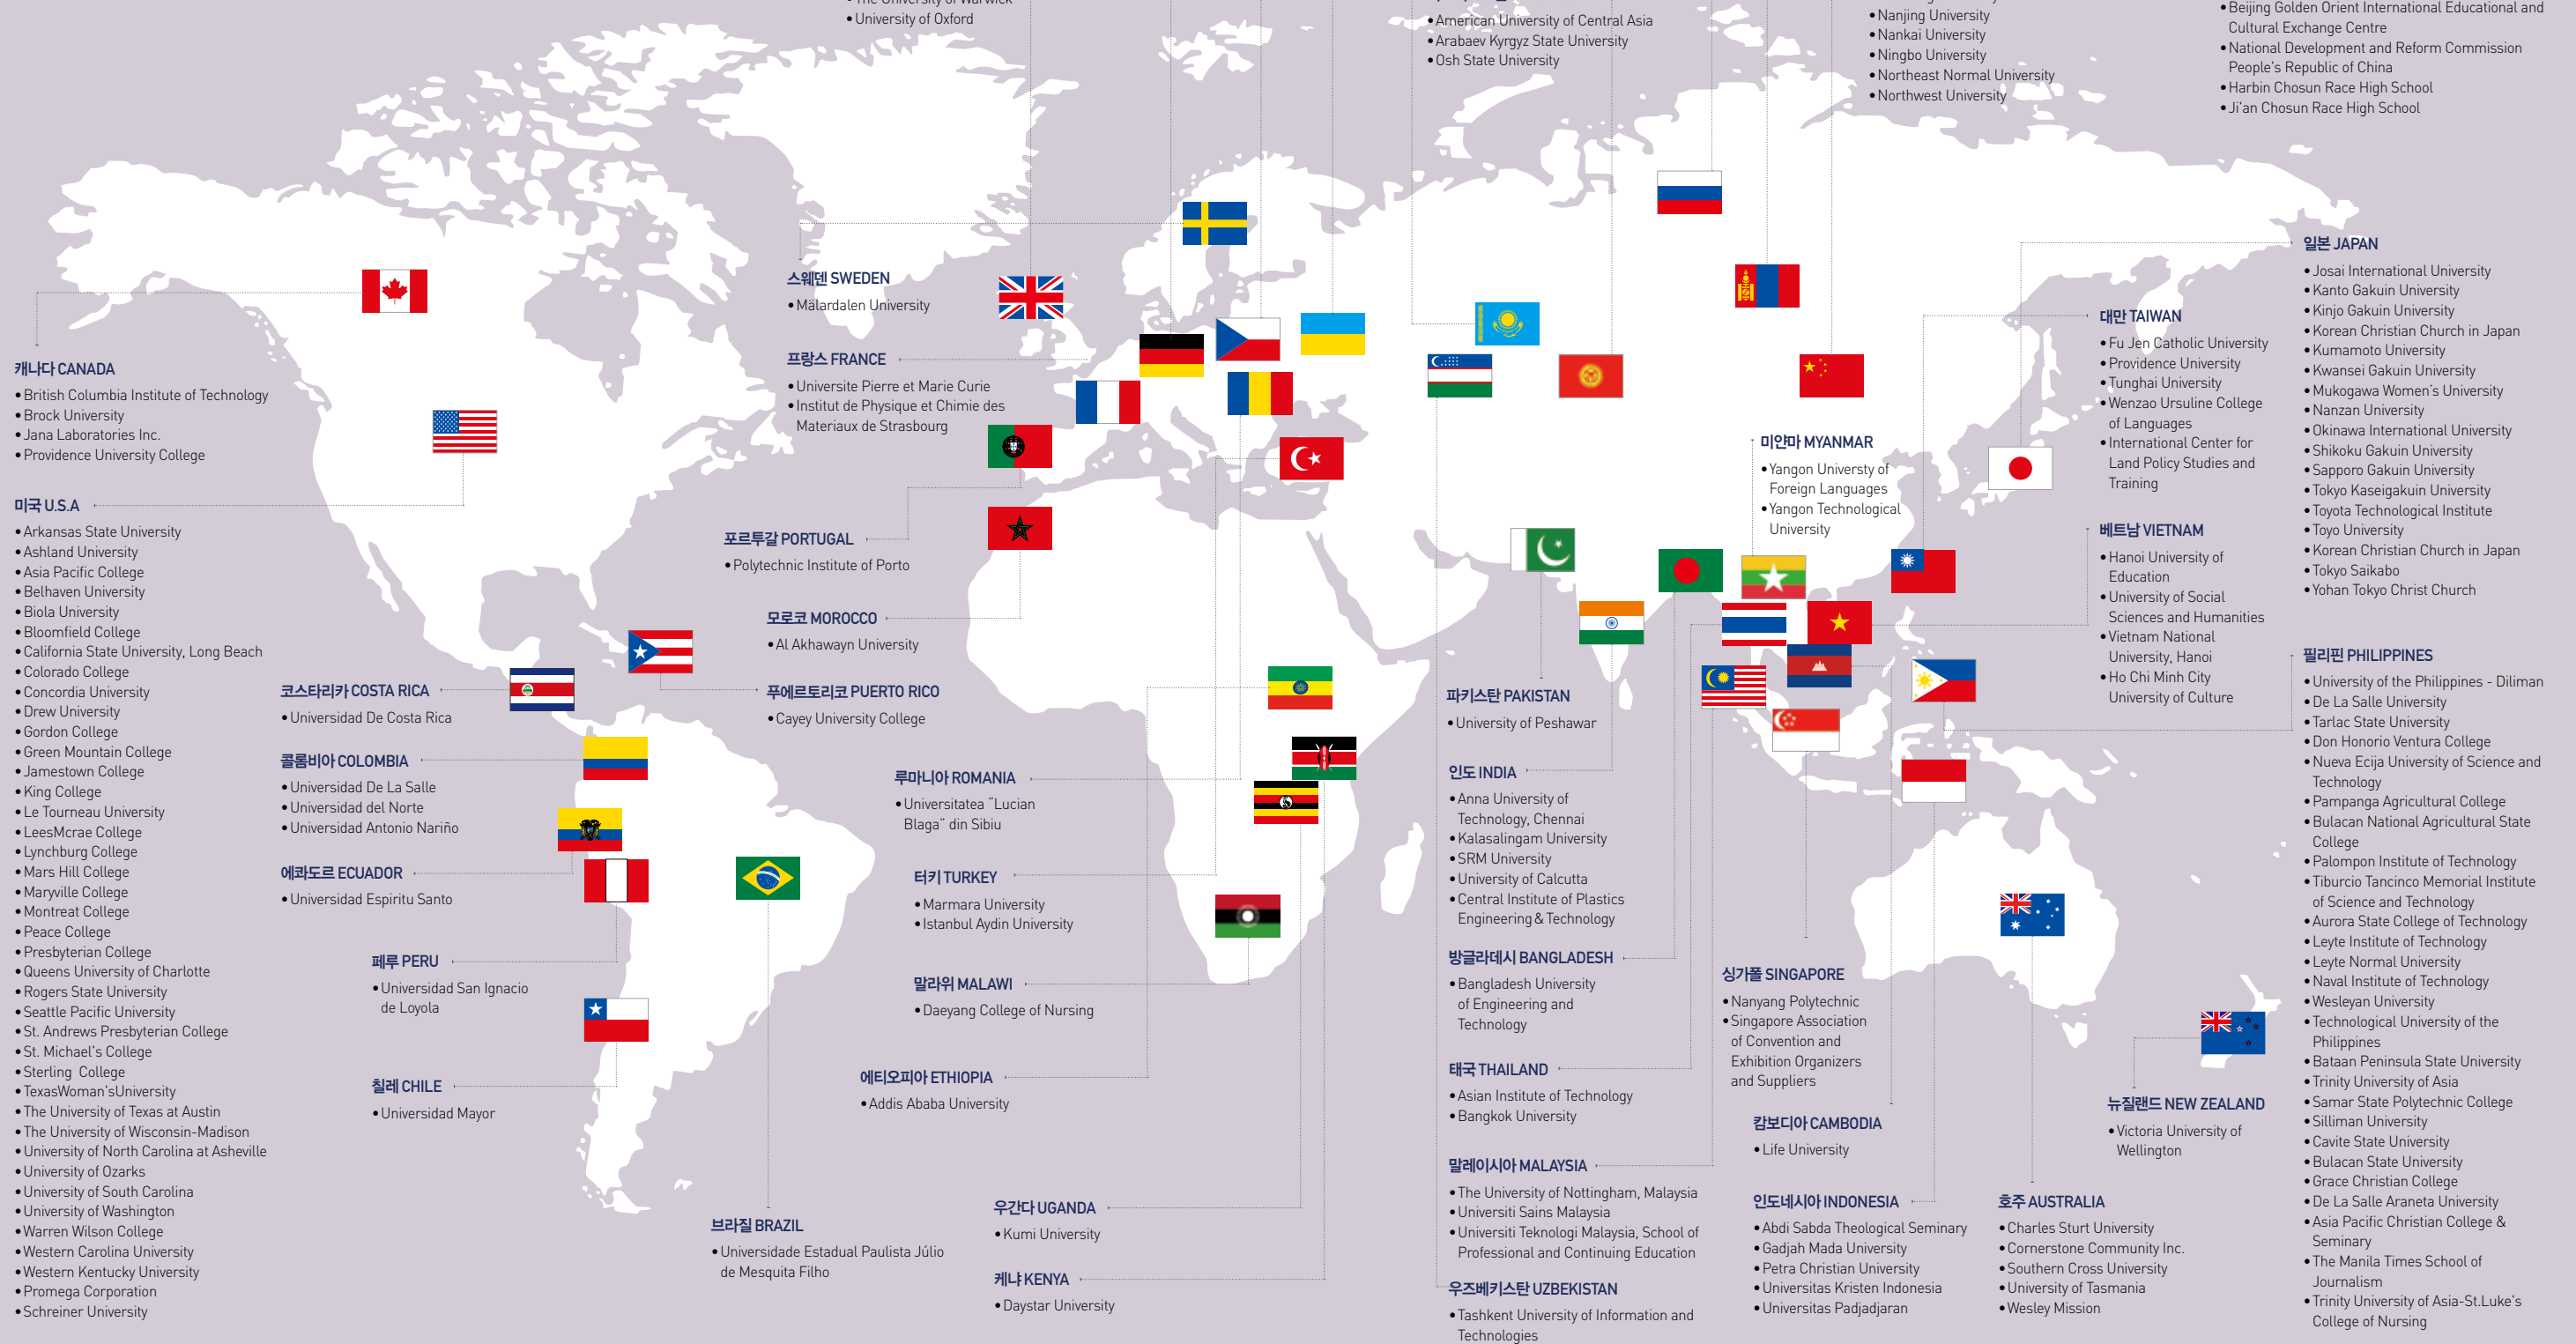 • University of Oxford
• American University of Central Asia
• Arabaev Kyrgyz State University
• Osh State University
• Nanjing University
• Nankai University
• Ningbo University
• Northeast Normal University
• Northwest University
• Beijing Golden Orient International Educational and
Cultural Exchange Centre
• National Development and Reform Commission
People's Republic of China
• Harbin Chosun Race High School
• Ji'an Chosun Race High School
캐나다 CANADA
• British Columbia Institute of Technology
• Brock University
• Jana Laboratories Inc.
• Providence University College
미국 U.S.A
• Arkansas State University
• Ashland University
• Asia Pacific College
• Belhaven University
• Biola University
• Bloomfield College
• California State University, Long Beach
• Colorado College
• Concordia University
• Drew University
• Gordon College
• Green Mountain College
• Jamestown College
• King College
• Le Tourneau University
• LeesMcrae College
• Lynchburg College
• Mars Hill College
• Maryville College
• Montreat College
• Peace College
• Presbyterian College
• Queens University of Charlotte
• Rogers State University
• Seattle Pacific University
• St. Andrews Presbyterian College
• St. Michael's College
• Sterling College
• TexasWoman'sUniversity
• The University of Texas at Austin
• The University of Wisconsin-Madison
• University of North Carolina at Asheville
• University of Ozarks
• University of South Carolina
• University of Washington
• Warren Wilson College
• Western Carolina University
• Western Kentucky University
• Promega Corporation
• Schreiner University
코스타리카 COSTA RICA
• Universidad De Costa Rica
콜롬비아 COLOMBIA
• Universidad De La Salle
• Universidad del Norte
• Universidad Antonio Nariño
에콰도르 ECUADOR
• Universidad Espiritu Santo
페루 PERU
• Universidad San Ignacio
de Loyola
칠레 CHILE
• Universidad Mayor
브라질 BRAZIL
• Universidade Estadual Paulista Júlio
de Mesquita Filho
스웨덴 SWEDEN
• Mälardalen University
프랑스 FRANCE
• Universite Pierre et Marie Curie
• Institut de Physique et Chimie des
Materiaux de Strasbourg
포르투갈 PORTUGAL
• Polytechnic Institute of Porto
모로코 MOROCCO
• Al Akhawayn University
푸에르토리코 PUERTO RICO
• Cayey University College
루마니아 ROMANIA
• Universitatea "Lucian
Blaga" din Sibiu
터키 TURKEY
• Marmara University
• Istanbul Aydin University
말라위 MALAWI
• Daeyang College of Nursing
에티오피아 ETHIOPIA
• Addis Ababa University
우간다 UGANDA
• Kumi University
케냐 KENYA
• Daystar University
파키스탄 PAKISTAN
• University of Peshawar
인도 INDIA
• Anna University of
Technology, Chennai
• Kalasalingam University
• SRM University
• University of Calcutta
• Central Institute of Plastics
Engineering & Technology
방글라데시 BANGLADESH
• Bangladesh University
of Engineering and
Technology
태국 THAILAND
• Asian Institute of Technology
• Bangkok University
말레이시아 MALAYSIA
• The University of Nottingham, Malaysia
• Universiti Sains Malaysia
• Universiti Teknologi Malaysia, School of
Professional and Continuing Education
우즈베키스탄 UZBEKISTAN
• Tashkent University of Information and
Technologies
미얀마 MYANMAR
• Yangon Universty of
Foreign Languages
• Yangon Technological
University
싱가폴 SINGAPORE
• Nanyang Polytechnic
• Singapore Association
of Convention and
Exhibition Organizers
and Suppliers
캄보디아 CAMBODIA
• Life University
인도네시아 INDONESIA
• Abdi Sabda Theological Seminary
• Gadjah Mada University
• Petra Christian University
• Universitas Kristen Indonesia
• Universitas Padjadjaran
호주 AUSTRALIA
• Charles Sturt University
• Cornerstone Community Inc.
• Southern Cross University
• University of Tasmania
• Wesley Mission
뉴질랜드 NEW ZEALAND
• Victoria University of
Wellington
대만 TAIWAN
• Fu Jen Catholic University
• Providence University
• Tunghai University
• Wenzao Ursuline College
of Languages
• International Center for
Land Policy Studies and
Training
베트남 VIETNAM
• Hanoi University of
Education
• University of Social
Sciences and Humanities
• Vietnam National
University, Hanoi
• Ho Chi Minh City
University of Culture
일본 JAPAN
• Josai International University
• Kanto Gakuin University
• Kinjo Gakuin University
• Korean Christian Church in Japan
• Kumamoto University
• Kwansei Gakuin University
• Mukogawa Women's University
• Nanzan University
• Okinawa International University
• Shikoku Gakuin University
• Sapporo Gakuin University
• Tokyo Kaseigakuin University
• Toyota Technological Institute
• Toyo University
• Korean Christian Church in Japan
• Tokyo Saikabo
• Yohan Tokyo Christ Church
필리핀 PHILIPPINES
• University of the Philippines - Diliman
• De La Salle University
• Tarlac State University
• Don Honorio Ventura College
• Nueva Ecija University of Science and
Technology
• Pampanga Agricultural College
• Bulacan National Agricultural State
College
• Palompon Institute of Technology
• Tiburcio Tancinco Memorial Institute
of Science and Technology
• Aurora State College of Technology
• Leyte Institute of Technology
• Leyte Normal University
• Naval Institute of Technology
• Wesleyan University
• Technological University of the
Philippines
• Bataan Peninsula State University
• Trinity University of Asia
• Samar State Polytechnic College
• Silliman University
• Cavite State University
• Bulacan State University
• Grace Christian College
• De La Salle Araneta University
• Asia Pacific Christian College &
Seminary
• The Manila Times School of
Journalism
• Trinity University of Asia-St.Luke's
College of Nursing